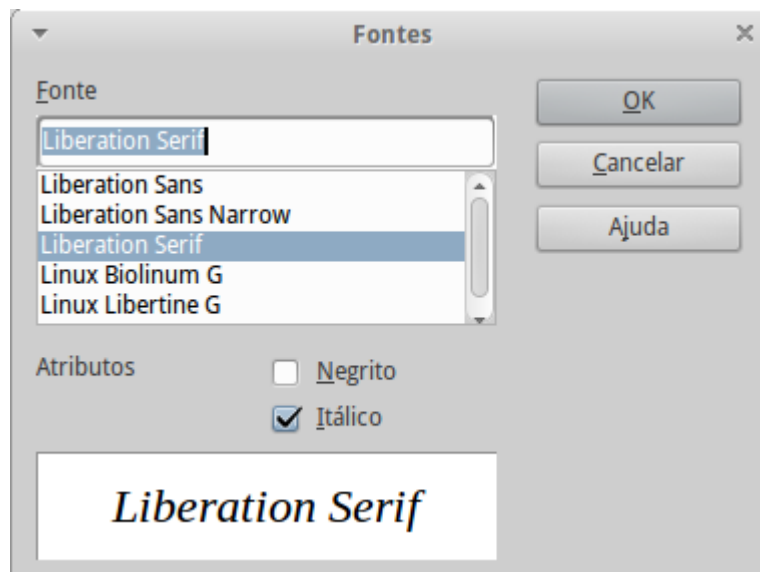 Fontes
Fonte
Liberation Serif
Liberation Sans
Liberation Sans Narrow
Liberation Serif
Linux Biolinum G
Linux Libertine G
OK
Cancelar
Ajuda
Atributos
Negrito
Itálico
Liberation Serif